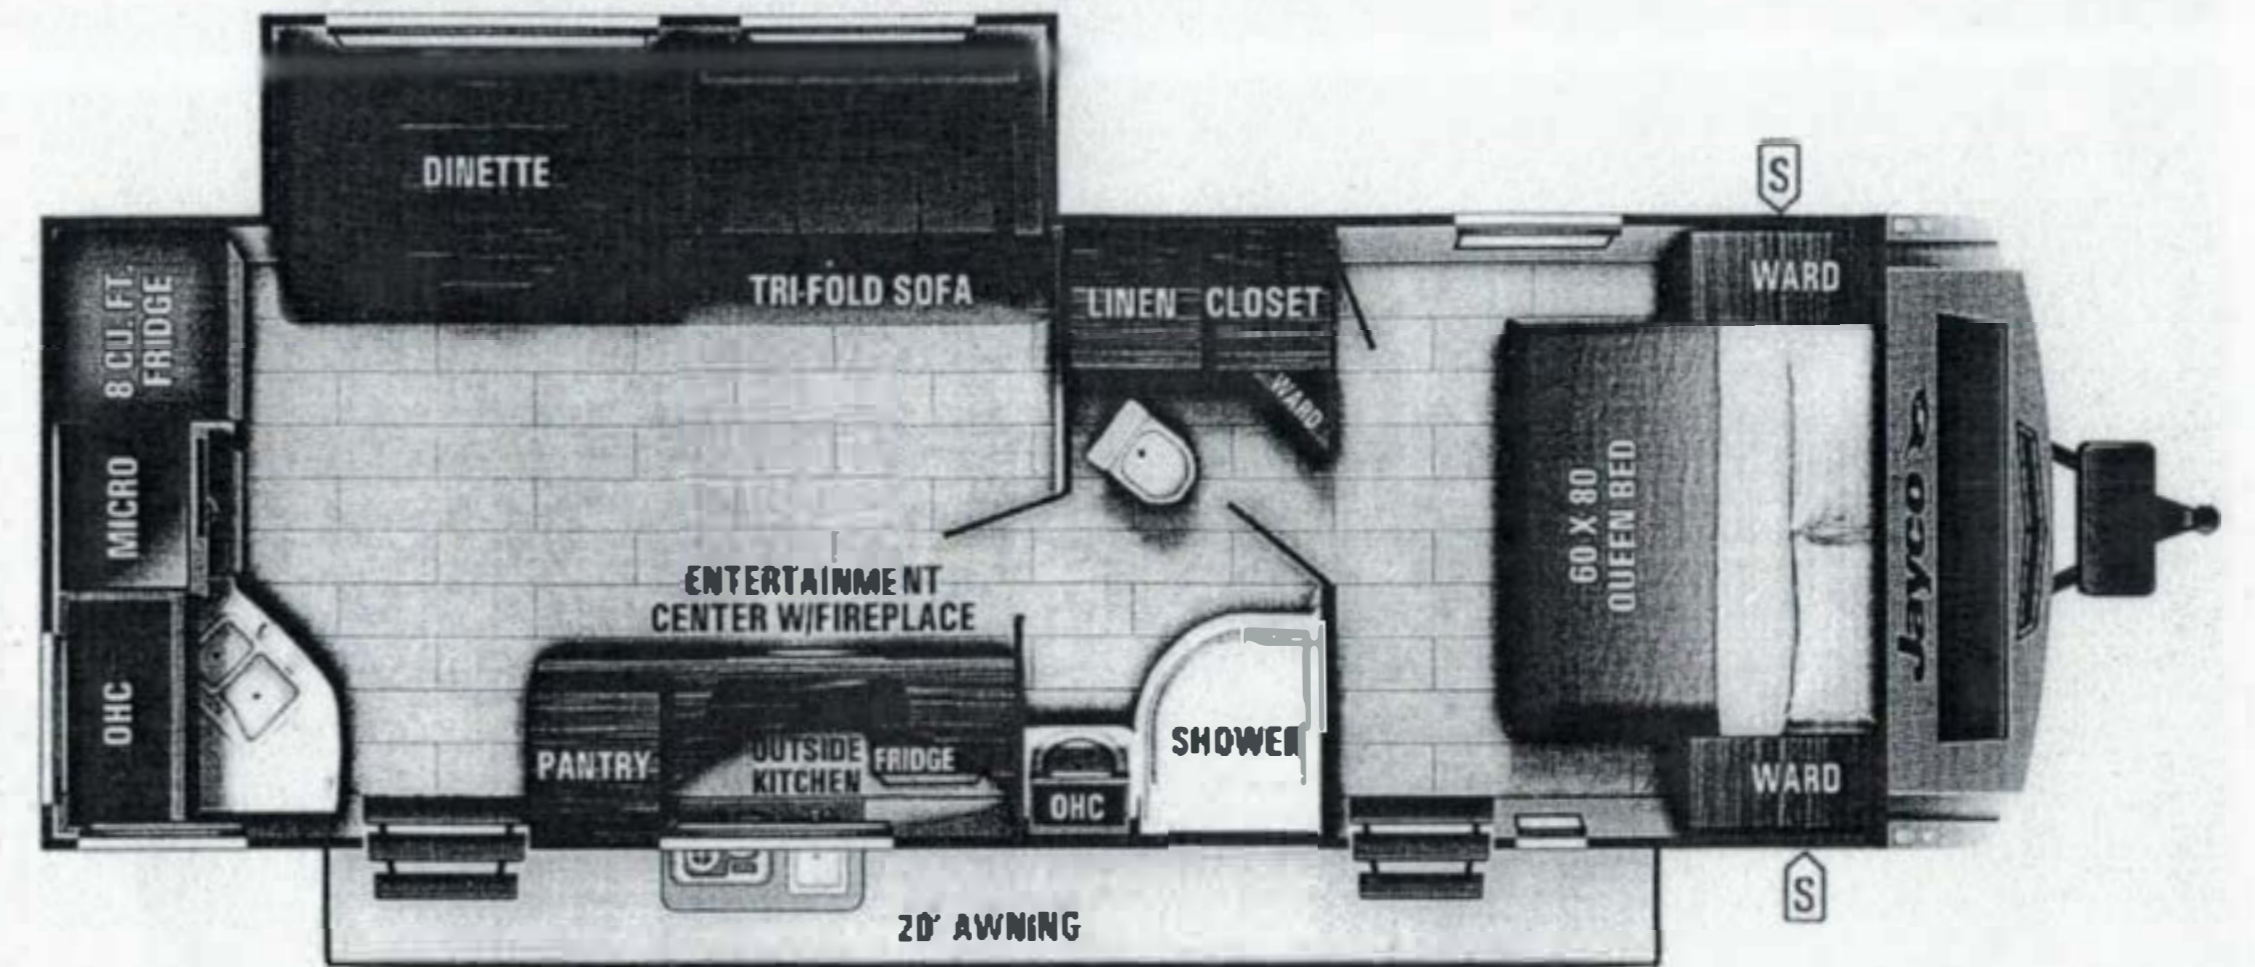 DINETTE
TRI-FOLD SOFA
8 CU. FT.
FRIDGE
MICRO
OHC
LINEN
CLOSET
WARD
S
WARD
60 X 80
QUEEN BED
Jayco
WARD
S
ENTERTAINMENT
CENTER W/FIREPLACE
PANTRY
OUTSIDE
KITCHEN
FRIDGE
OHC
SHOWER
20' AWNING